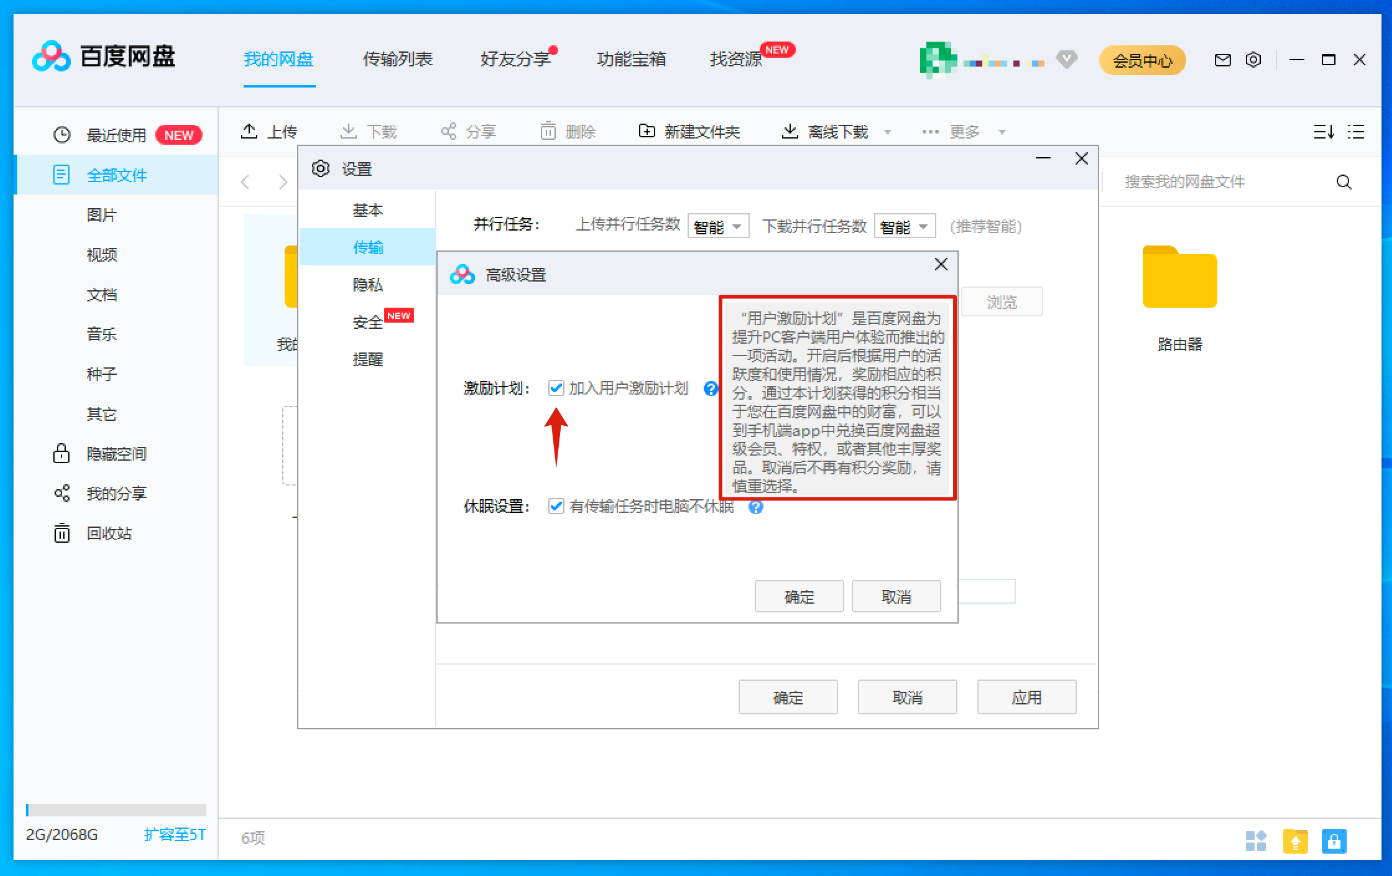 百度网盘
我的网盘
传输列表
好友分享
功能宝箱
找资源
NEW
会员中心
最近使用
NEW
全部文件
图片
视频
文档
音乐
种子
其它
隐藏空间
我的分享
回收站
2G/2068G
扩容至5T
上传
下载
分享
删除
新建文件夹
离线下载
更多
搜索我的网盘文件
我的
路由器
设置
基本
传输
隐私
安全
NEW
提醒
并行任务：
上传并行任务数
智能
下载并行任务数
智能
(推荐智能)
浏览
高级设置
激励计划：
加入用户激励计划
“用户激励计划”是百度网盘为
提升PC客户端用户体验而推出的
一项活动。开启后根据用户的活
跃度和使用情况，奖励相应的积
分。通过本计划获得的积分相当
于您在百度网盘中的财富，可以
到手机端app中兑换百度网盘超
级会员、特权，或者其他丰厚奖
品。取消后不再有积分奖励，请
慎重选择。
休眠设置：
有传输任务时电脑不休眠
确定
取消
确定
取消
应用
6项